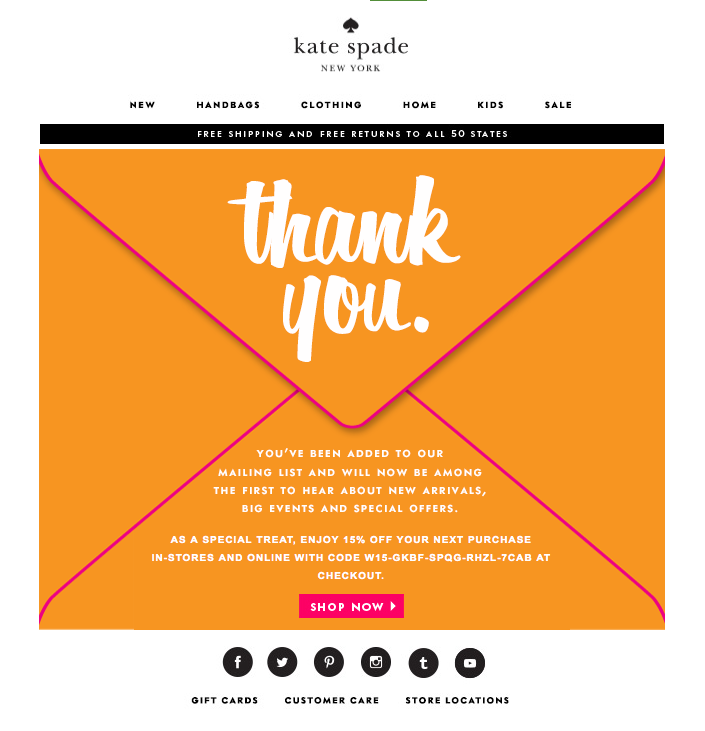 kate spade
NEW YORK
NEW HANDBAGS CLOTHING HOME KIDS SALE
FREE SHIPPING AND FREE RETURNS TO ALL 50 STATES
thank
you.
YOU'VE BEEN ADDED TO OUR
MAILING LIST AND WILL NOW BE AMONG
THE FIRST TO HEAR ABOUT NEW ARRIVALS,
BIG EVENTS AND SPECIAL OFFERS.
AS A SPECIAL TREAT, ENJOY 15% OFF YOUR NEXT PURCHASE
IN-STORES AND ONLINE WITH CODE W15-GKBF-SPQG-RHZL-7CAB AT
CHECKOUT.
SHOP NOW
GIFT CARDS CUSTOMER CARE STORE LOCATIONS